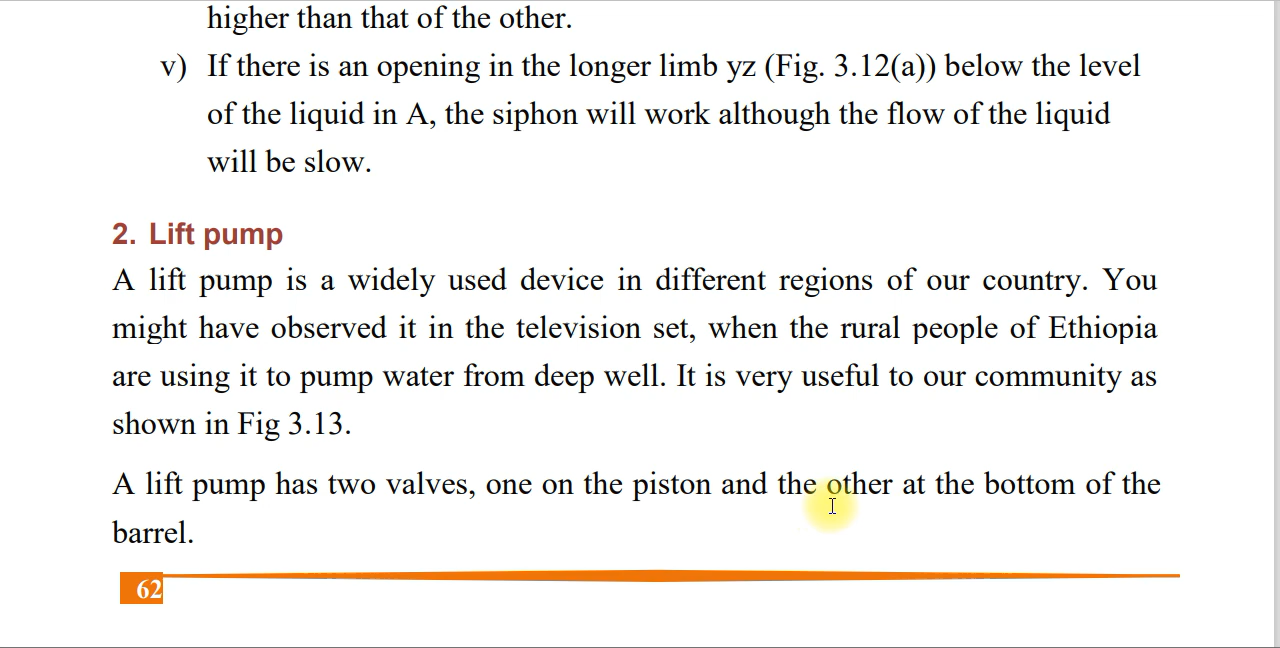 higher than that of the other.
v) If there is an opening in the longer limb yz (Fig. 3.12(a)) below the level
of the liquid in A, the siphon will work although the flow of the liquid
will be slow.
2. Lift pump
A lift pump is a widely used device in different regions of our country. You
might have observed it in the television set, when the rural people of Ethiopia
are using it to pump water from deep well. It is very useful to our community as
shown in Fig 3.13.
A lift pump has two valves, one on the piston and the other at the bottom of the
barrel.
62